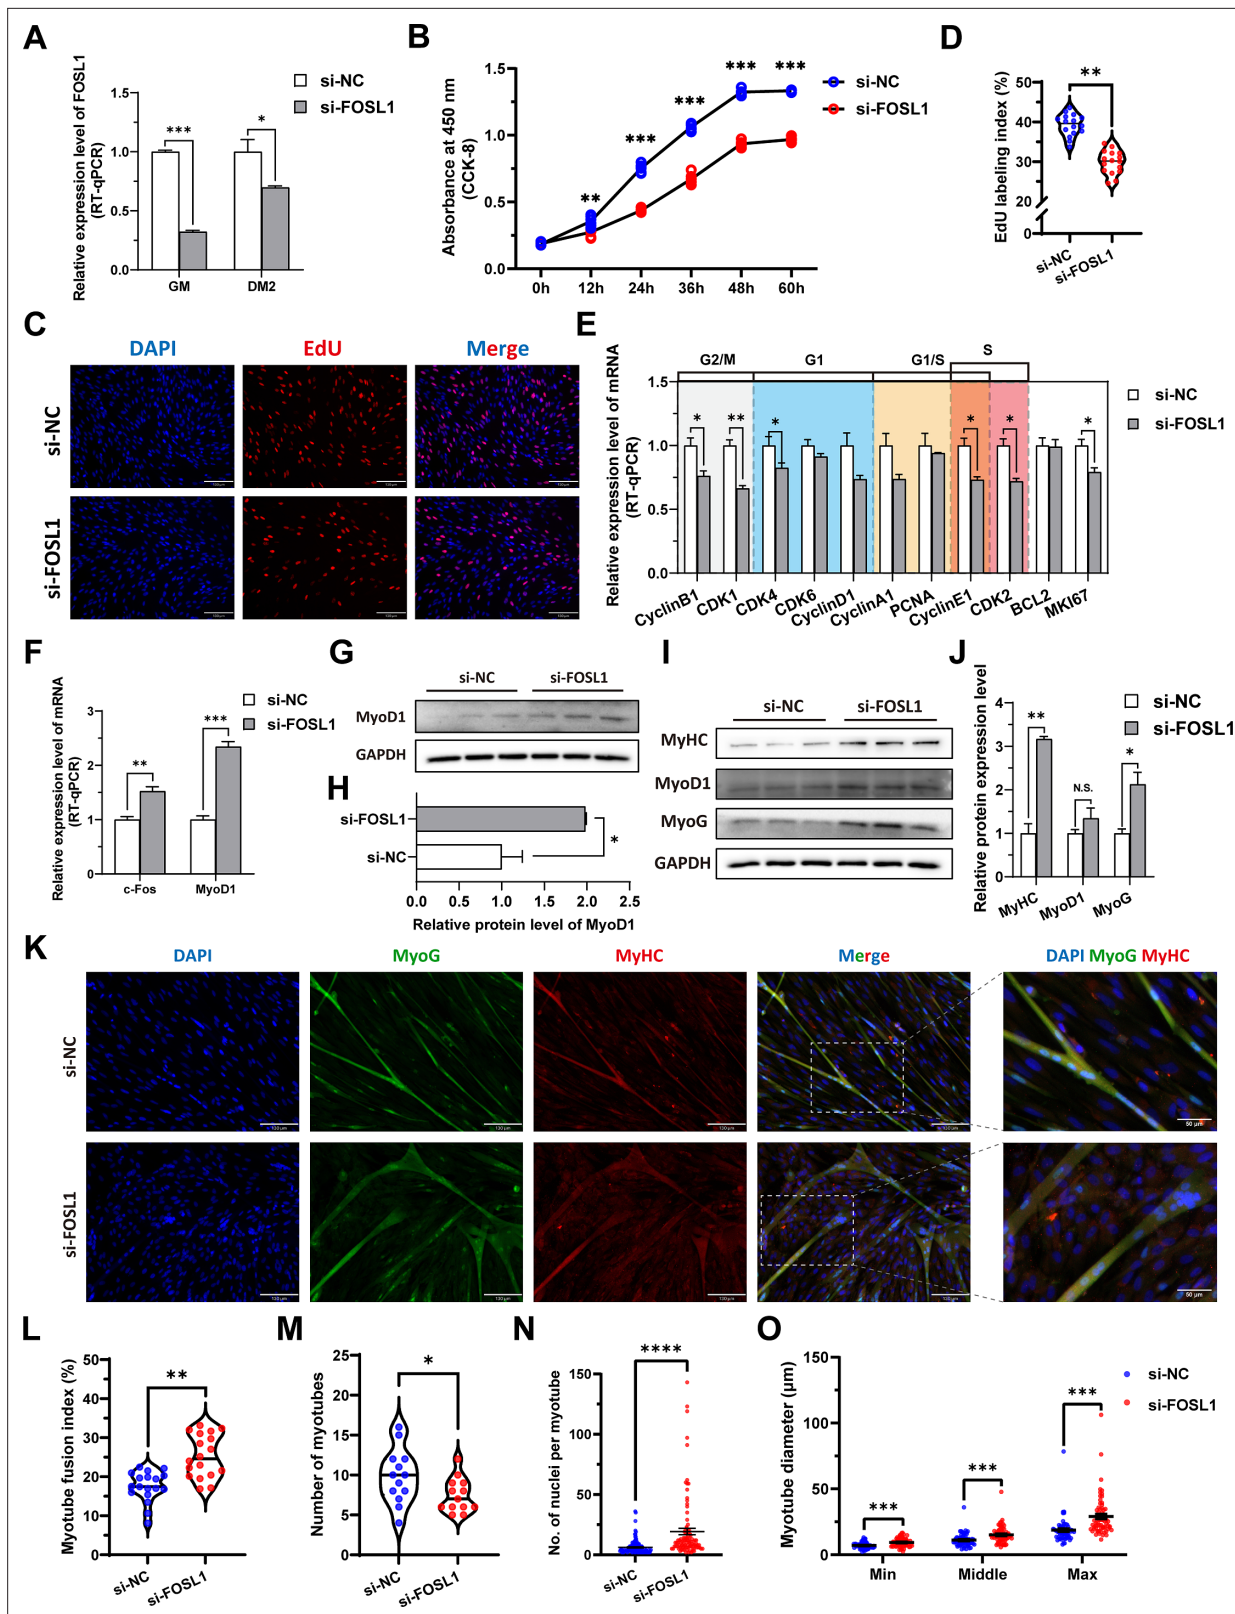 A
si-NC
si-FOSL1
Relative expression level of FOSL1
(RT-qPCR)
1.5
1.0
0.5
0.0
***
*
GM
DM2
B
Absorbance at 450 nm
(CCK-8)
1.5
1.0
0.5
0.0
**
***
***
***
***
si-NC
si-FOSL1
0h
12h
24h
36h
48h
60h
D
EdU labeling index (%)
50
40
30
20
0
**
si-NC
si-FOSL1
C
DAPI
EdU
Merge
si-NC
si-FOSL1
E
G2/M
G1
G1/S
S
Relative expression level of mRNA
(RT-qPCR)
1.5
1.0
0.5
0.0
*
**
*
*
*
*
si-NC
si-FOSL1
CyclinB1
CDK1
CDK4
CDK6
CyclinD1
CyclinA1
PCNA
CyclinE1
CDK2
BCL2
MKI67
F
si-NC
si-FOSL1
Relative expression level of mRNA
(RT-qPCR)
3
2
1
0
**
***
c-Fos
MyoD1
G
si-NC
si-FOSL1
MyoD1
GAPDH
H
si-FOSL1
si-NC
*
0.0
0.5
1.0
1.5
2.0
2.5
Relative protein level of MyoD1
I
si-NC
si-FOSL1
MyHC
MyoD1
MyoG
GAPDH
J
si-NC
si-FOSL1
Relative protein expression level
4
3
2
1
0
**
N.S.
*
MyHC
MyoD1
MyoG
K
DAPI
MyoG
MyHC
Merge
DAPI MyoG MyHC
si-NC
si-FOSL1
50 μm
50 μm
L
Myotube fusion index (%)
50
40
30
20
10
0
**
si-NC
si-FOSL1
M
Number of myotubes
25
20
15
10
5
0
*
si-NC
si-FOSL1
N
No. of nuclei per myotube
150
100
50
0
****
si-NC
si-FOSL1
O
Myotube diameter (μm)
150
100
50
0
***
***
***
si-NC
si-FOSL1
Min
Middle
Max